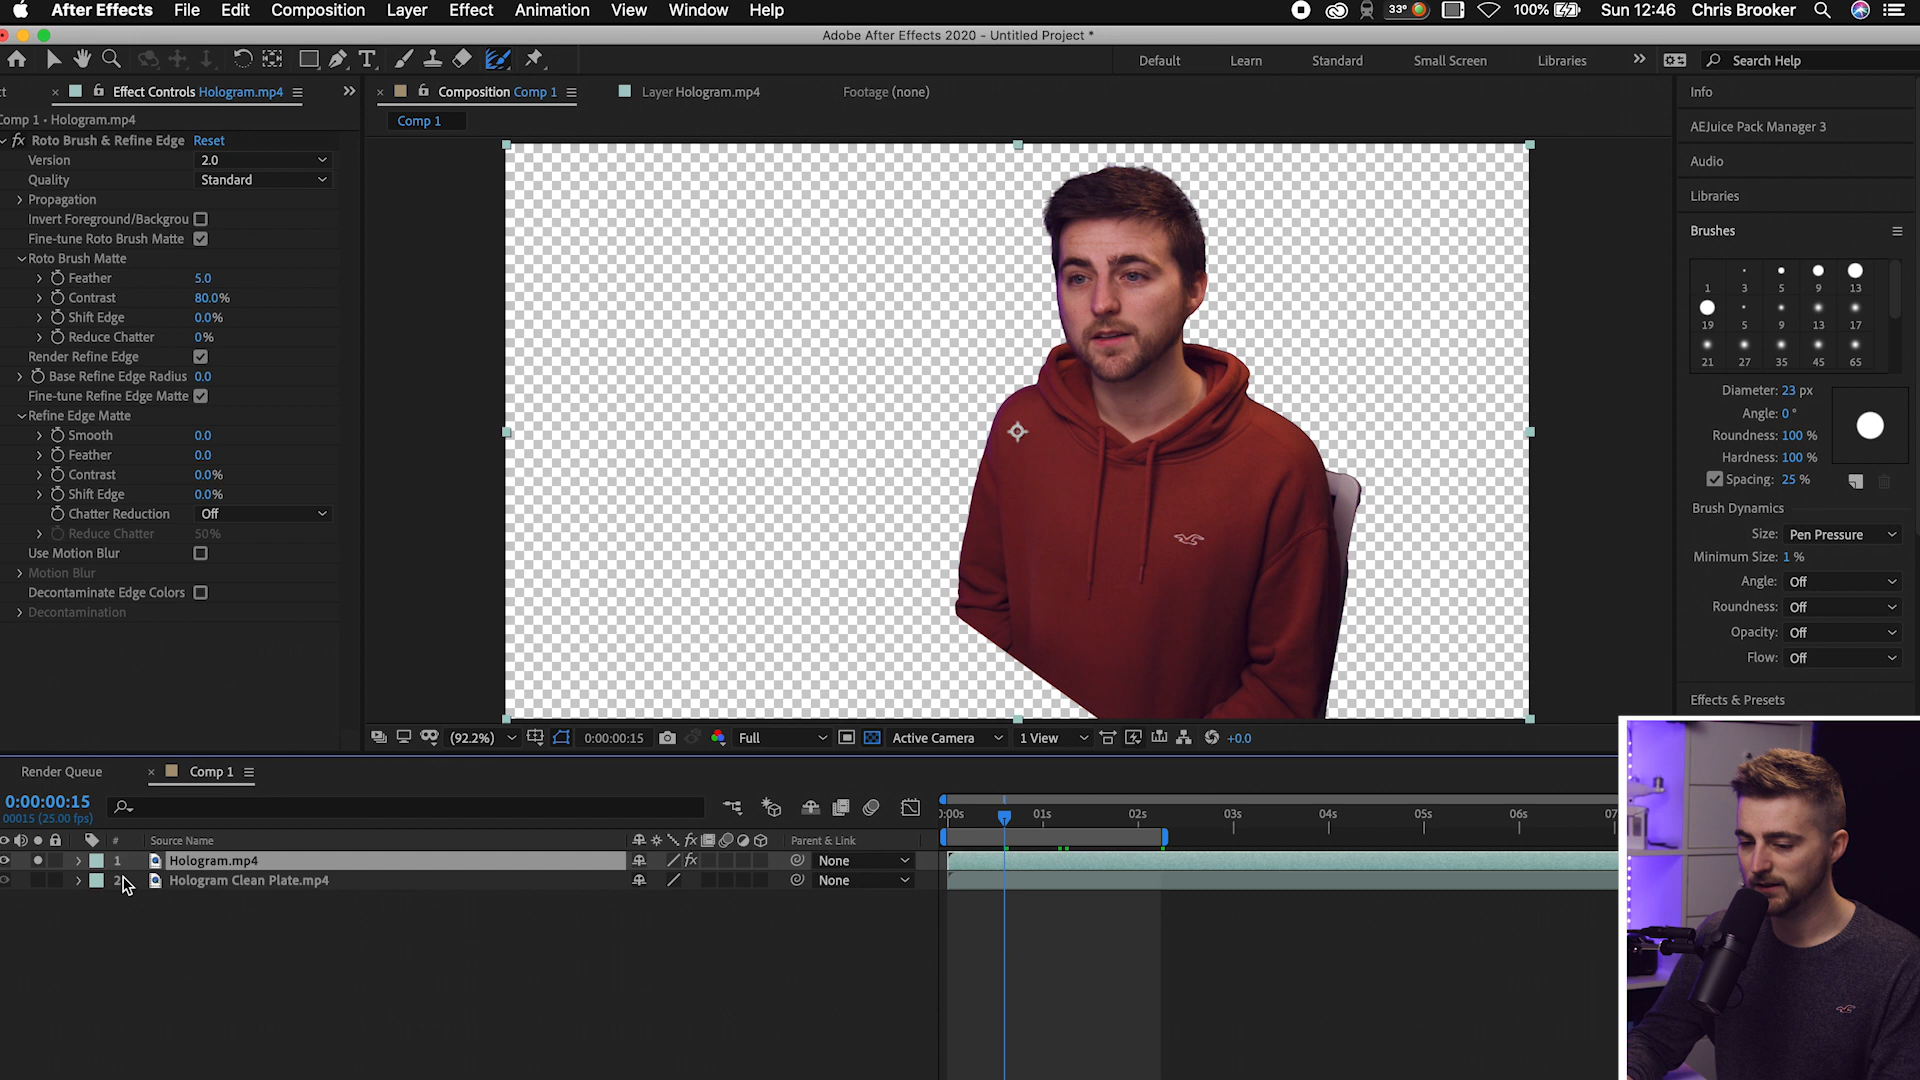 After Effects File Edit Composition Layer Effect Animation View Window Help 33° 100% Sun 12:46 Chris Brooker
Adobe After Effects 2020 - Untitled Project *
Default Learn Standard Small Screen Libraries Search Help
Effect Controls Hologram.mp4
Composition Comp 1
Layer Hologram.mp4
Footage (none)
Comp 1 • Hologram.mp4
Comp 1
fx Roto Brush & Refine Edge Reset
Version 2.0
Quality Standard
Propagation
Invert Foreground/Backgrou
Fine-tune Roto Brush Matte
Roto Brush Matte
Feather 5.0
Contrast 80.0%
Shift Edge 0.0%
Reduce Chatter 0%
Render Refine Edge
Base Refine Edge Radius 0.0
Fine-tune Refine Edge Matte
Refine Edge Matte
Smooth 0.0
Feather 0.0
Contrast 0.0%
Shift Edge 0.0%
Chatter Reduction Off
Reduce Chatter 50%
Use Motion Blur
Motion Blur
Decontaminate Edge Colors
Decontamination
Info
AEJuice Pack Manager 3
Audio
Libraries
Brushes
1 3 5 9 13
19 5 9 13 17
21 27 35 45 65
Diameter: 23 px
Angle: 0 °
Roundness: 100 %
Hardness: 100 %
Spacing: 25 %
Brush Dynamics
Size: Pen Pressure
Minimum Size: 1 %
Angle: Off
Roundness: Off
Opacity: Off
Flow: Off
Effects & Presets
(92.2%) 0:00:00:15 Full Active Camera 1 View +0.0
Render Queue
Comp 1
0:00:00:15
00015 (25.00 fps)
# Source Name fx Parent & Link
1 Hologram.mp4 fx None
2 Hologram Clean Plate.mp4 None
):00s 01s 02s 03s 04s 05s 06s 07